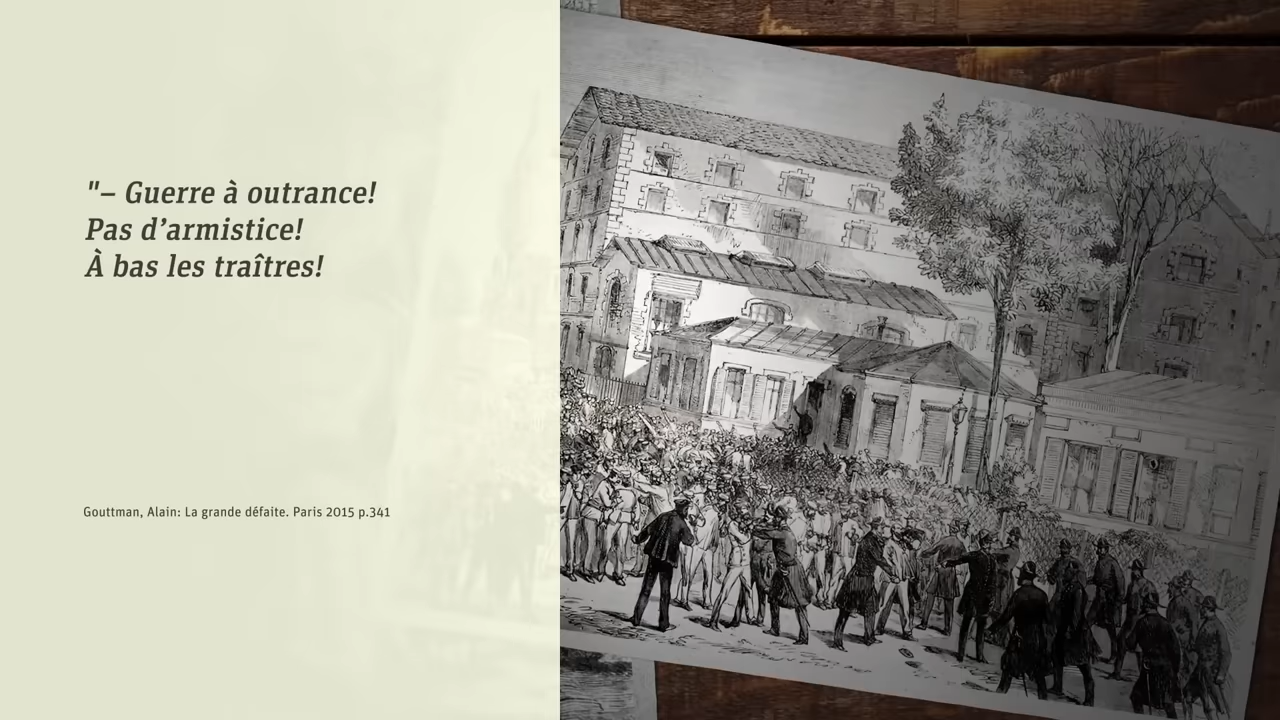 "– Guerre à outrance!
Pas d’armistice!
À bas les traîtres!
Gouttman, Alain: La grande défaite. Paris 2015 p.341